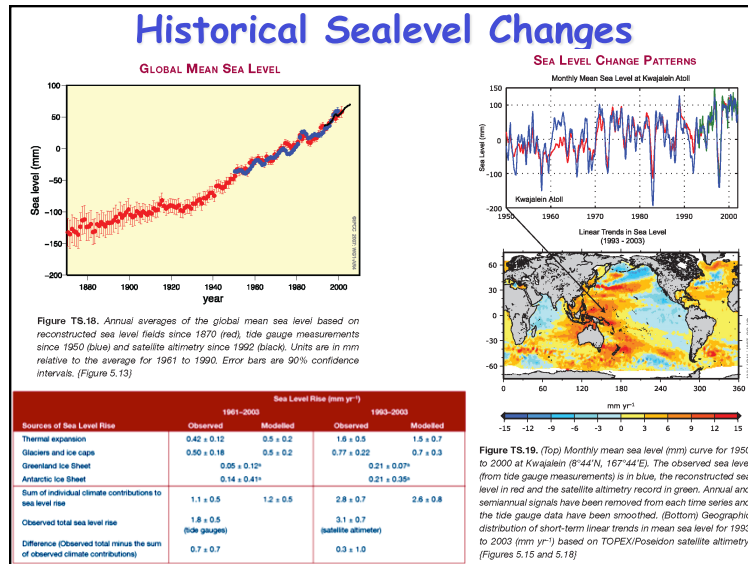 Historical Sealevel Changes
GLOBAL MEAN SEA LEVEL
100
50
0
−50
−100
−150
−200
Sea level (mm)
1880 1900 1920 1940 1960 1980 2000
year
©IPCC 2007: WG1-AR4
Figure TS.18. Annual averages of the global mean sea level based on
reconstructed sea level fields since 1870 (red), tide gauge measurements
since 1950 (blue) and satellite altimetry since 1992 (black). Units are in mm
relative to the average for 1961 to 1990. Error bars are 90% confidence
intervals. {Figure 5.13}
Sea Level Rise (mm yr⁻¹)
1961–2003 1993–2003
Sources of Sea Level Rise Observed Modelled Observed Modelled
Thermal expansion 0.42 ± 0.12 0.5 ± 0.2 1.6 ± 0.5 1.5 ± 0.7
Glaciers and ice caps 0.50 ± 0.18 0.5 ± 0.2 0.77 ± 0.22 0.7 ± 0.3
Greenland Ice Sheet 0.05 ± 0.12ᵃ 0.21 ± 0.07ᵃ
Antarctic Ice Sheet 0.14 ± 0.41ᵃ 0.21 ± 0.35ᵃ
Sum of individual climate contributions to
sea level rise 1.1 ± 0.5 1.2 ± 0.5 2.8 ± 0.7 2.6 ± 0.8
Observed total sea level rise 1.8 ± 0.5 3.1 ± 0.7
(tide gauges) (satellite altimeter)
Difference (Observed total minus the sum
of observed climate contributions) 0.7 ± 0.7 0.3 ± 1.0
SEA LEVEL CHANGE PATTERNS
Monthly Mean Sea Level at Kwajalein Atoll
150
100
0
-100
-200
Sea Level (mm)
Kwajalein Atoll
1950 1960 1970 1980 1990 2000
Linear Trends in Sea Level
(1993 - 2003)
60
30
0
-30
-60
0 60 120 180 240 300 360
mm yr⁻¹
-15 -12 -9 -6 -3 0 3 6 9 12 15
Figure TS.19. (Top) Monthly mean sea level (mm) curve for 1950
to 2000 at Kwajalein (8°44'N, 167°44'E). The observed sea leve
(from tide gauge measurements) is in blue, the reconstructed sea
level in red and the satellite altimetry record in green. Annual and
semiannual signals have been removed from each time series and
the tide gauge data have been smoothed. (Bottom) Geographic
distribution of short-term linear trends in mean sea level for 1993
to 2003 (mm yr⁻¹) based on TOPEX/Poseidon satellite altimetry
{Figures 5.15 and 5.18}